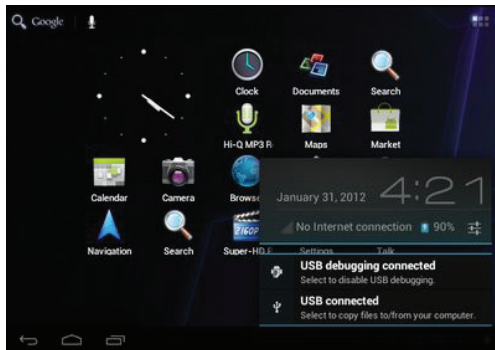 Google
Clock
Documents
Search
Hi-Q MP3 R
Maps
Market
Calendar
Camera
Browse
January 31, 2012 4:21
No Internet connection 90%
Navigation
Search
Super-HD F
Settings
Talk
USB debugging connected
Select to disable USB debugging.
USB connected
Select to copy files to/from your computer.
2160P